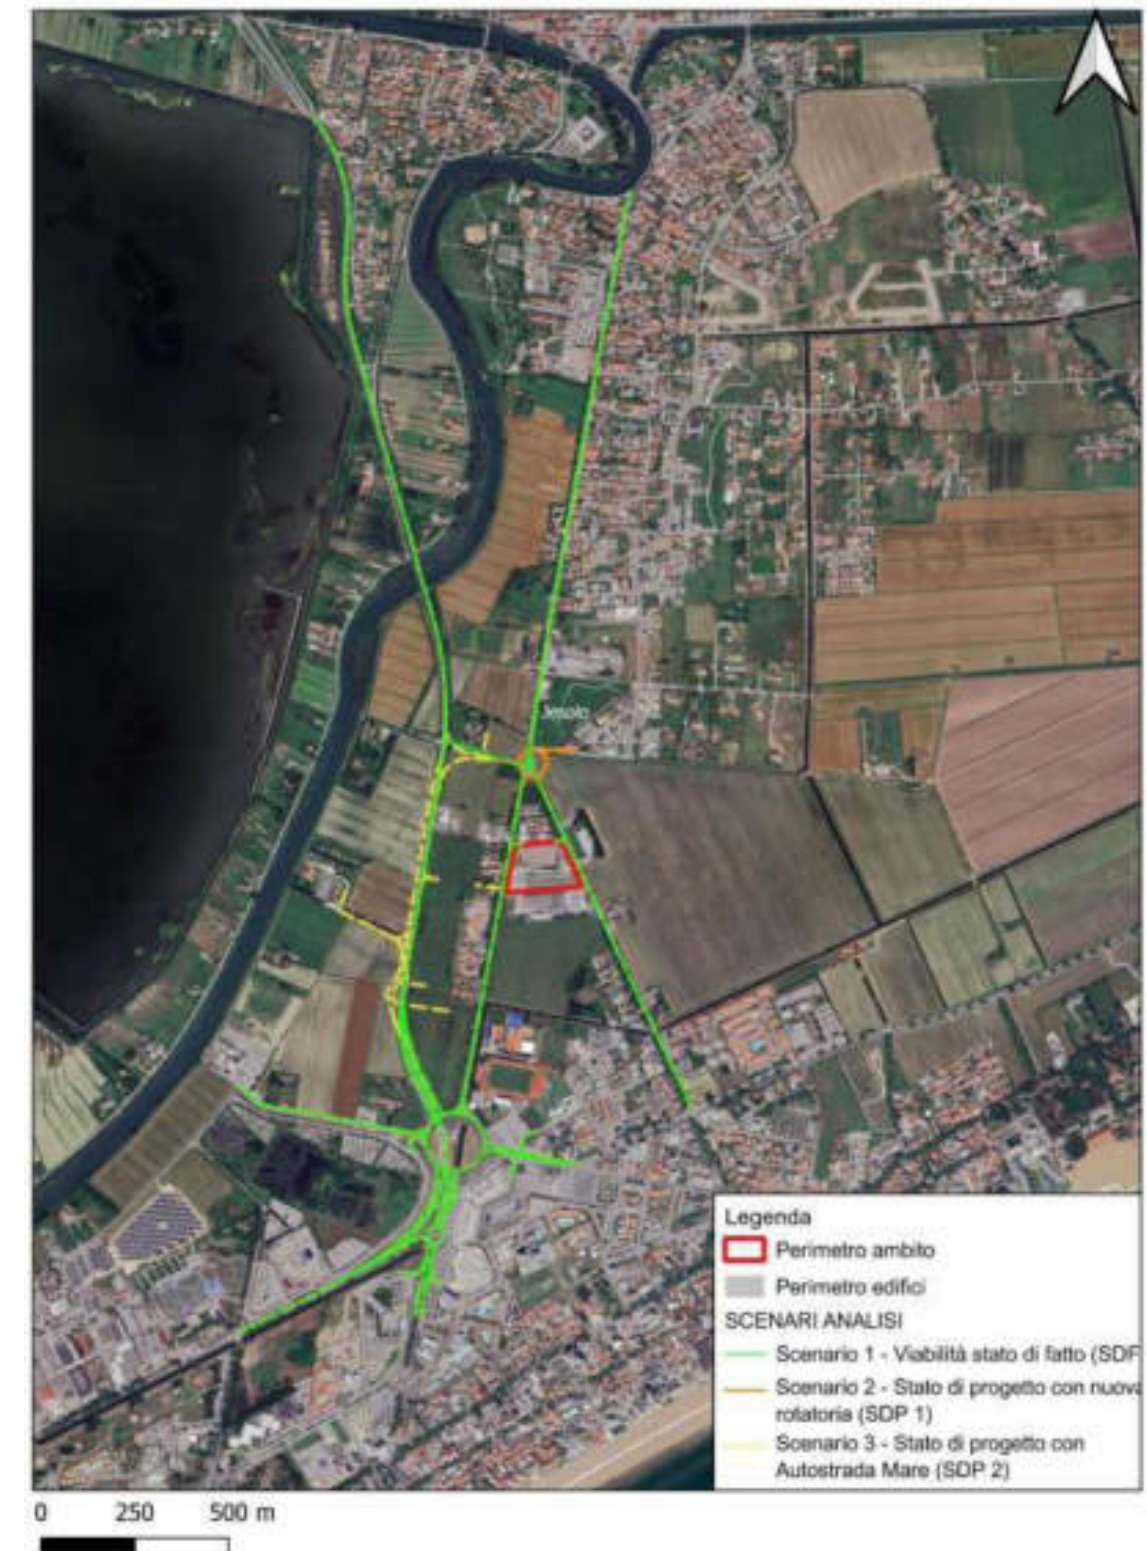 Jesolo
Legenda
Perimetro ambito
Perimetro edifici
SCENARI ANALISI
Scenario 1 - Viabilità stato di fatto (SDF
Scenario 2 - Stato di progetto con nuova
rotatoria (SDP 1)
Scenario 3 - Stato di progetto con
Autostrada Mare (SDP 2)
0 250 500 m